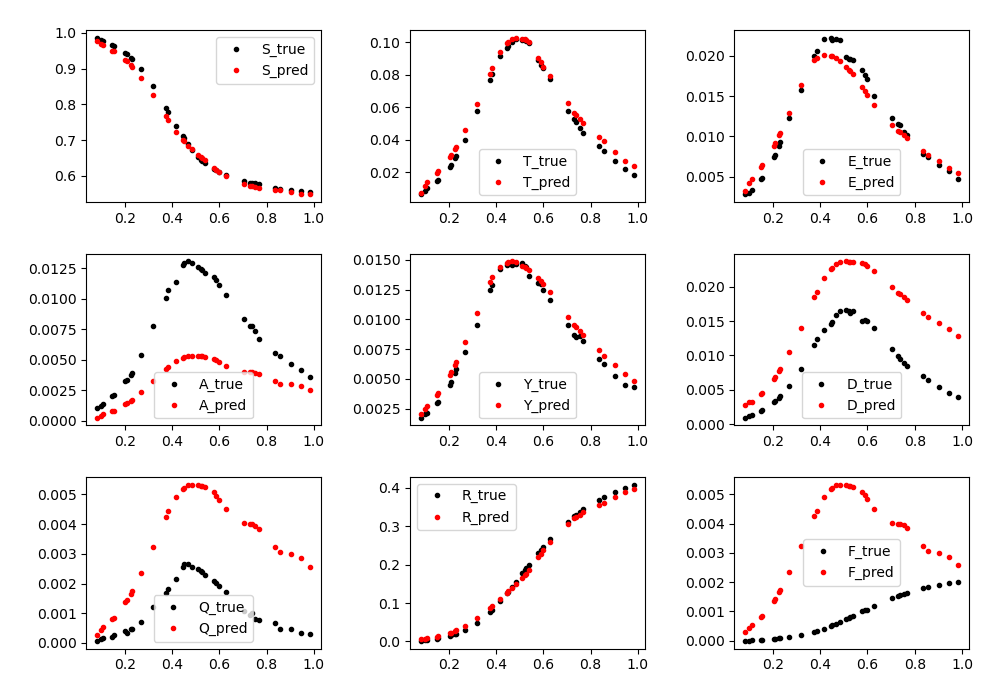 1.0
0.9
0.8
0.7
0.6
S_true
S_pred
0.2 0.4 0.6 0.8 1.0
0.10
0.08
0.06
0.04
0.02
T_true
T_pred
0.2 0.4 0.6 0.8 1.0
0.020
0.015
0.010
0.005
E_true
E_pred
0.2 0.4 0.6 0.8 1.0
0.0125
0.0100
0.0075
0.0050
0.0025
0.0000
A_true
A_pred
0.2 0.4 0.6 0.8 1.0
0.0150
0.0125
0.0100
0.0075
0.0050
0.0025
Y_true
Y_pred
0.2 0.4 0.6 0.8 1.0
0.020
0.015
0.010
0.005
0.000
D_true
D_pred
0.2 0.4 0.6 0.8 1.0
0.005
0.004
0.003
0.002
0.001
0.000
Q_true
Q_pred
0.2 0.4 0.6 0.8 1.0
0.4
0.3
0.2
0.1
0.0
R_true
R_pred
0.2 0.4 0.6 0.8 1.0
0.005
0.004
0.003
0.002
0.001
0.000
F_true
F_pred
0.2 0.4 0.6 0.8 1.0